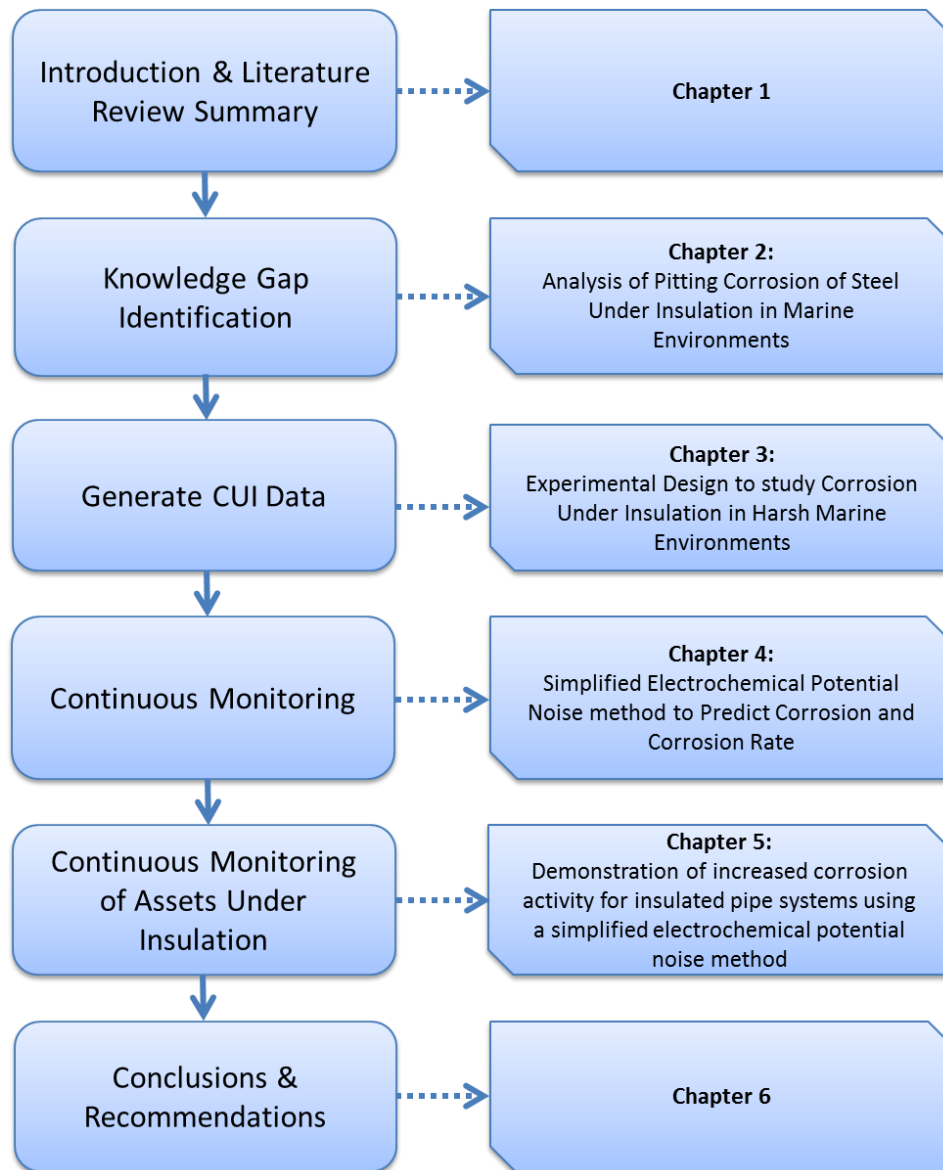 Introduction & Literature
Review Summary
Chapter 1
Knowledge Gap
Identification
Chapter 2:
Analysis of Pitting Corrosion of Steel
Under Insulation in Marine
Environments
Generate CUI Data
Chapter 3:
Experimental Design to study Corrosion
Under Insulation in Harsh Marine
Environments
Continuous Monitoring
Chapter 4:
Simplified Electrochemical Potential
Noise method to Predict Corrosion and
Corrosion Rate
Continuous Monitoring
of Assets Under
Insulation
Chapter 5:
Demonstration of increased corrosion
activity for insulated pipe systems using
a simplified electrochemical potential
noise method
Conclusions &
Recommendations
Chapter 6